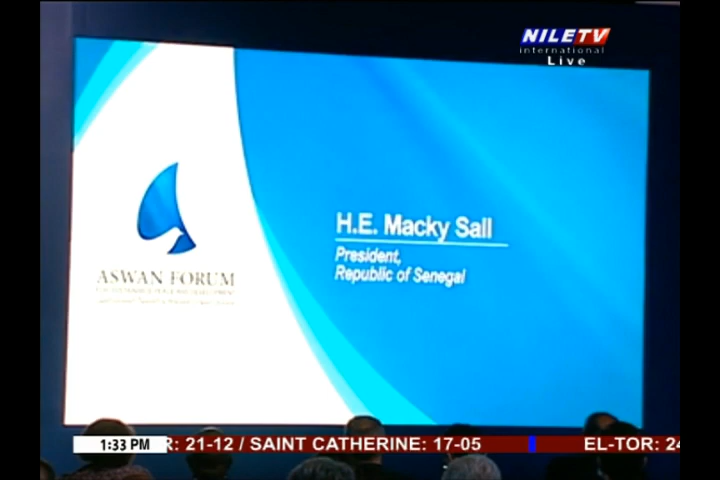 NILETV
international
Live
H.E. Macky Sall
President,
Republic of Senegal
ASWAN FORUM
1:33 PM
R: 21-12 / SAINT CATHERINE: 17-05
EL-TOR: 24